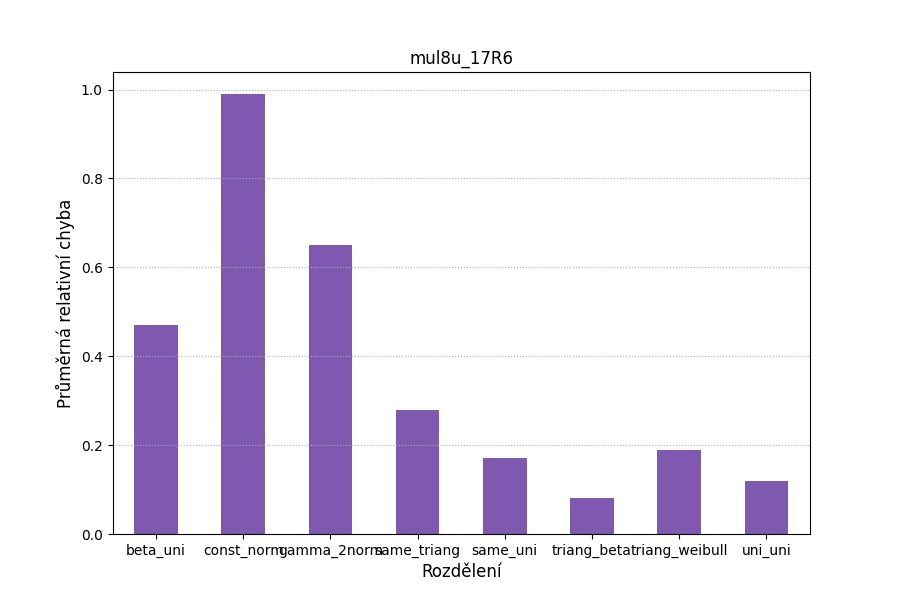 mul8u_17R6
Průměrná relativní chyba
1.0
0.8
0.6
0.4
0.2
0.0
beta_uni const_norm gamma_2norm same_triang same_uni triang_beta triang_weibull uni_uni
Rozdělení